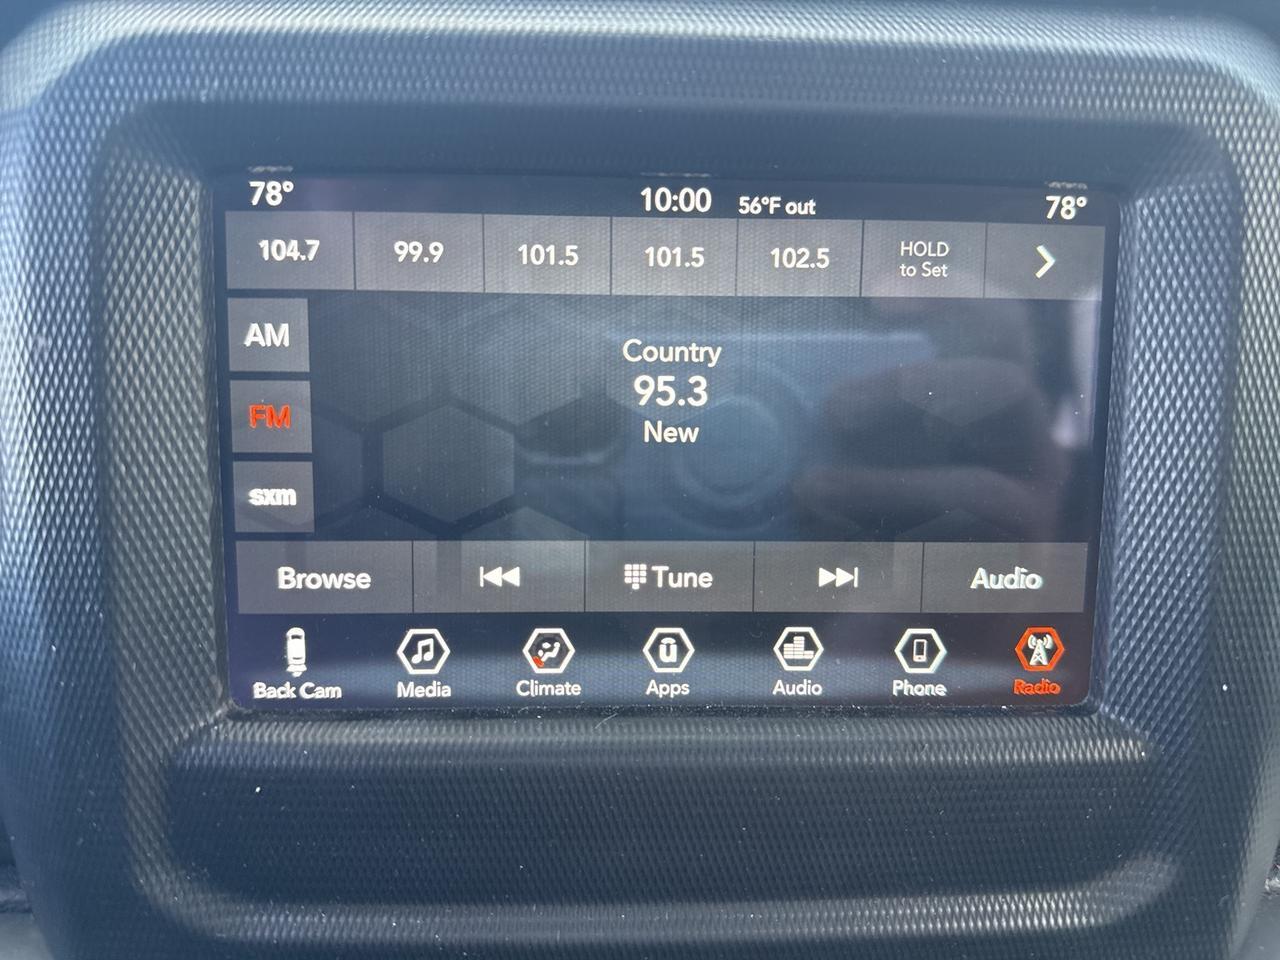 78° 10:00 56°F out 78°
104.7 99.9 101.5 101.5 102.5 HOLD to Set
AM
Country
95.3
FM
New
sxm
Browse Tune Audio
Back Cam Media Climate Apps Audio Phone Radio